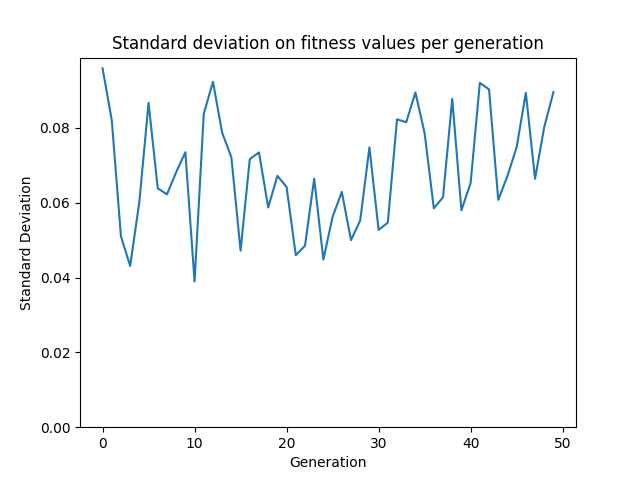 Standard deviation on fitness values per generation
Standard Deviation
0.08
0.06
0.04
0.02
0.00
0 10 20 30 40 50
Generation